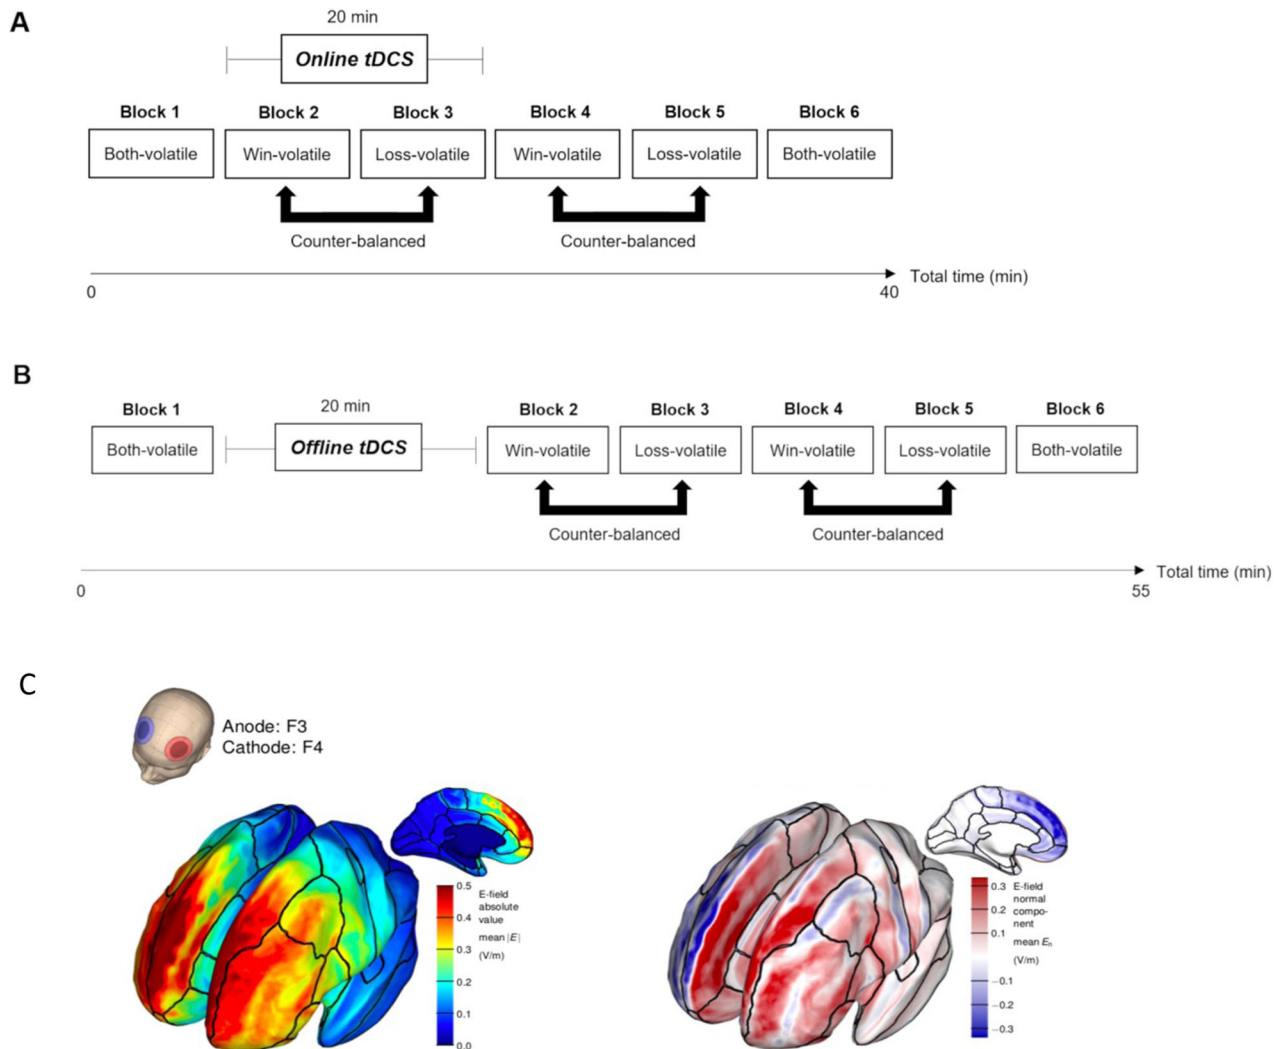 A
20 min
Online tDCS
Block 1 Block 2 Block 3 Block 4 Block 5 Block 6
Both-volatile Win-volatile Loss-volatile Win-volatile Loss-volatile Both-volatile
Counter-balanced Counter-balanced
Total time (min)
0 40
B
20 min
Block 1 Block 2 Block 3 Block 4 Block 5 Block 6
Offline tDCS
Both-volatile Win-volatile Loss-volatile Win-volatile Loss-volatile Both-volatile
Counter-balanced Counter-balanced
Total time (min)
0 55
C
Anode: F3
Cathode: F4
0.5
0.4
0.3
0.2
0.1
0.0
E-field
absolute
value
mean |E|
(V/m)
0.3
0.2
0.1
−0.1
−0.2
−0.3
E-field
normal
compo-
nent
mean Eₙ
(V/m)